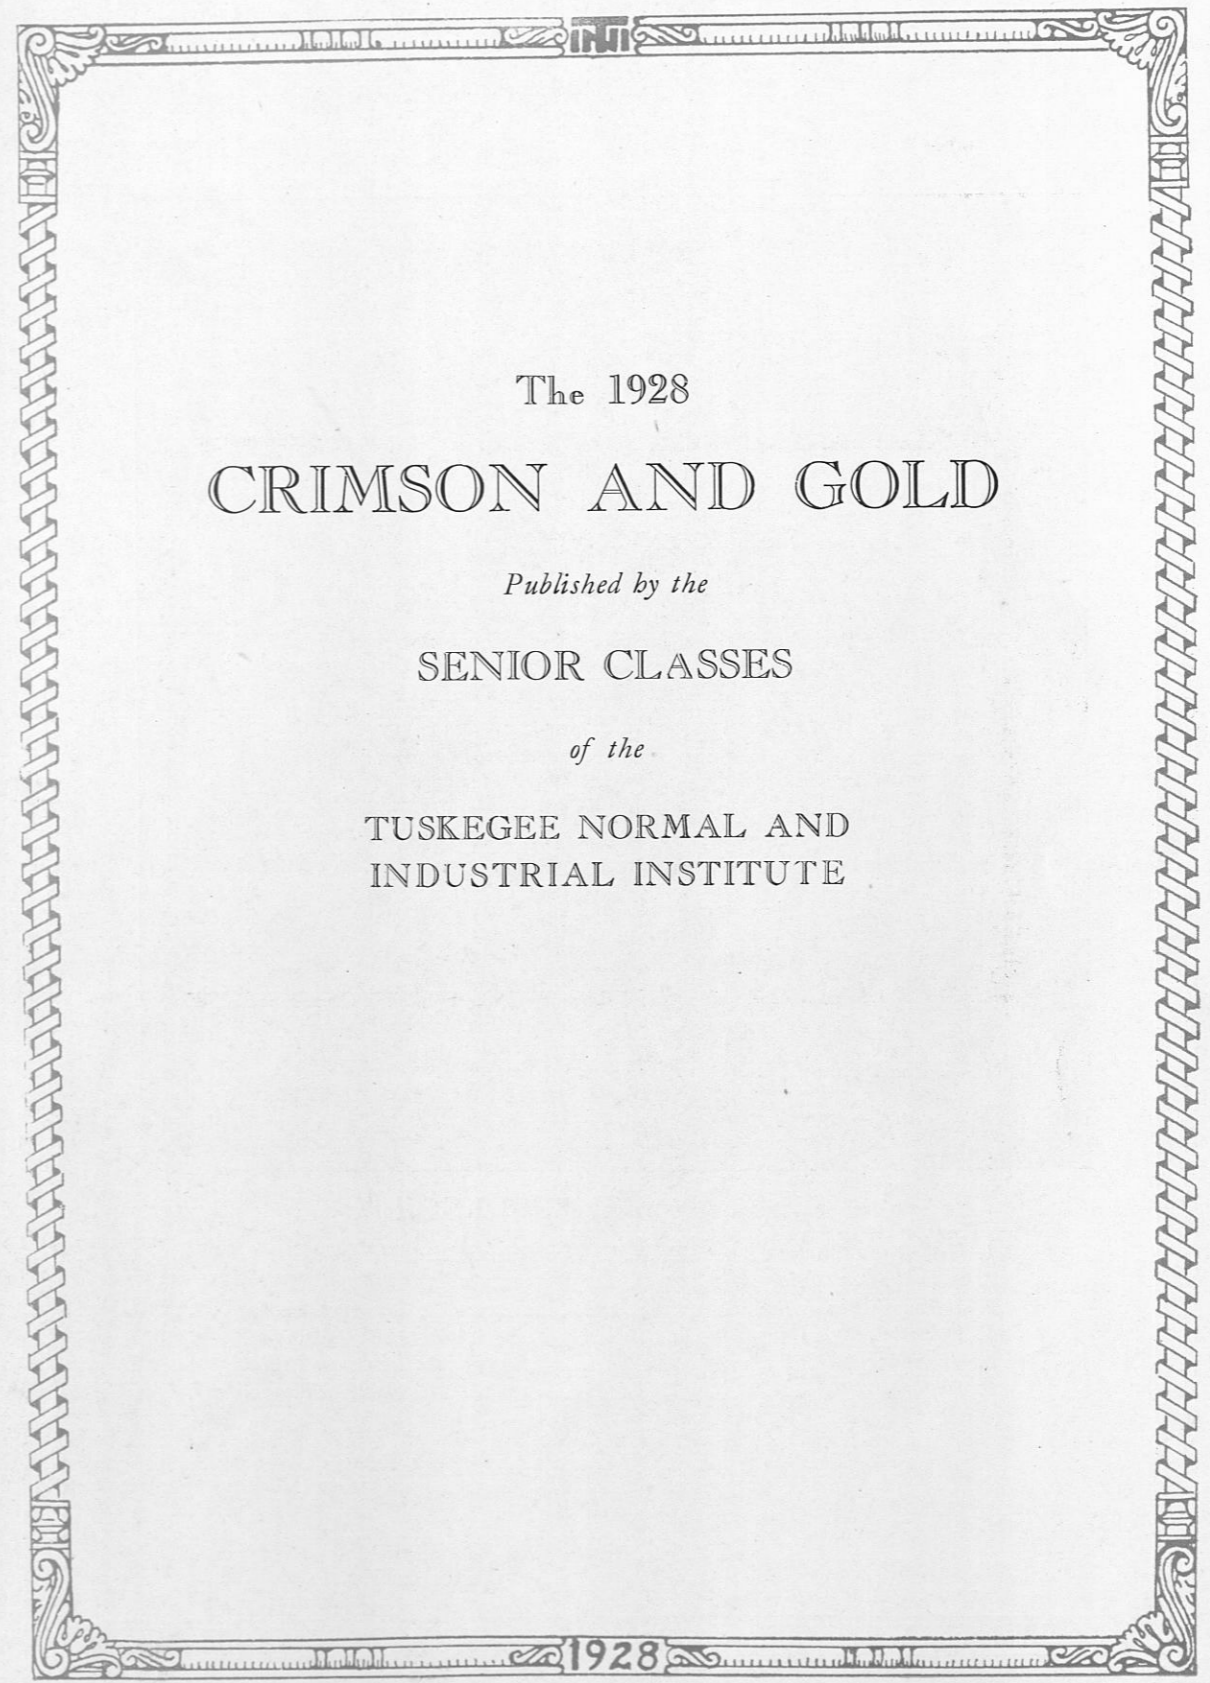 The 1928
CRIMSON AND GOLD
Published by the
SENIOR CLASSES
of the
TUSKEGEE NORMAL AND
INDUSTRIAL INSTITUTE
1928